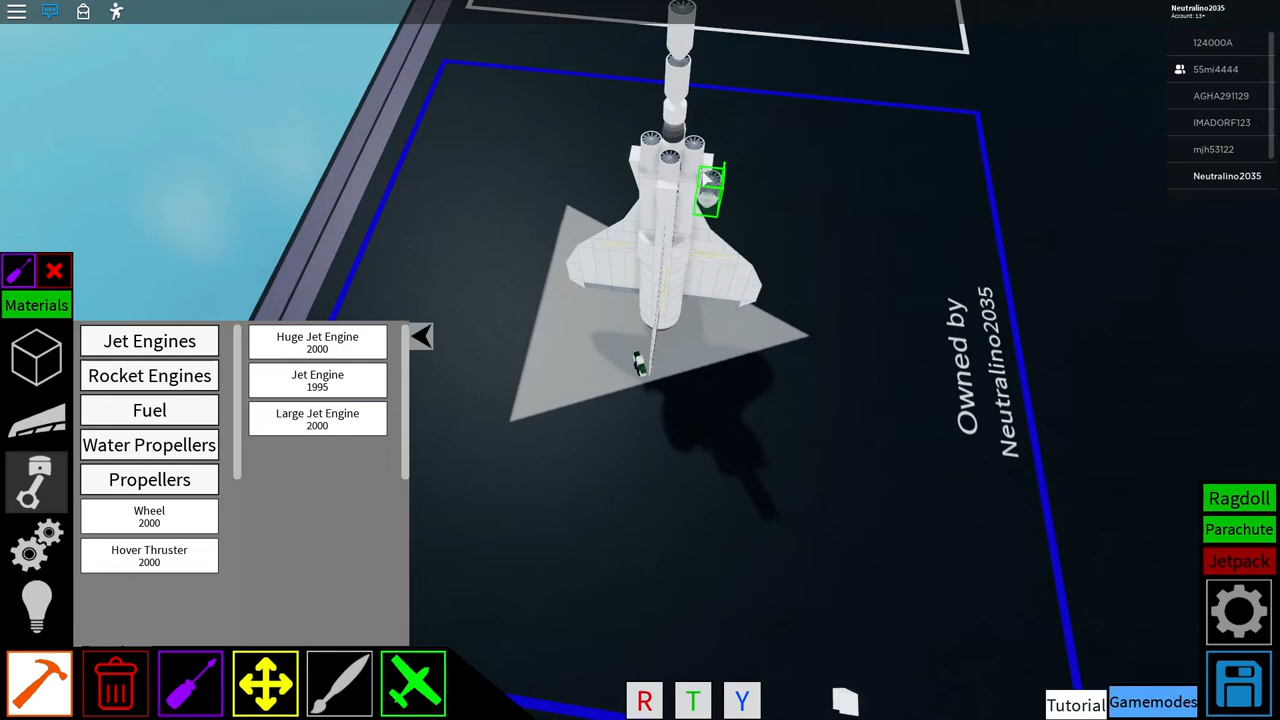 Neutralino2035
Account: 13+
124000A
55mi4444
AGHA291129
IMADORF123
mjh53122
Neutralino2035
Materials
Jet Engines
Rocket Engines
Fuel
Water Propellers
Propellers
Wheel
2000
Hover Thruster
2000
Huge Jet Engine
2000
Jet Engine
1995
Large Jet Engine
2000
Owned by
Neutralino2035
Ragdoll
Parachute
Jetpack
R
T
Y
Tutorial
Gamemodes